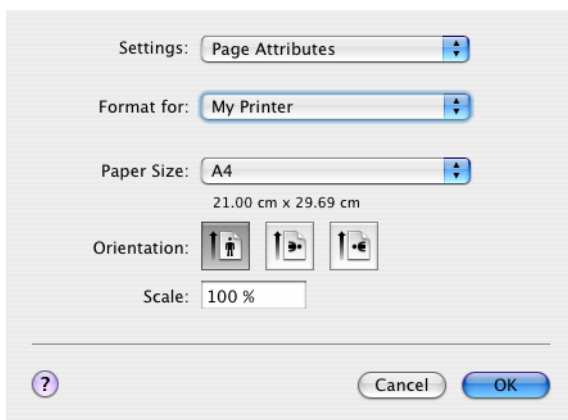 Settings: Page Attributes
Format for: My Printer
Paper Size: A4
21.00 cm x 29.69 cm
Orientation:
Scale: 100 %
? Cancel OK